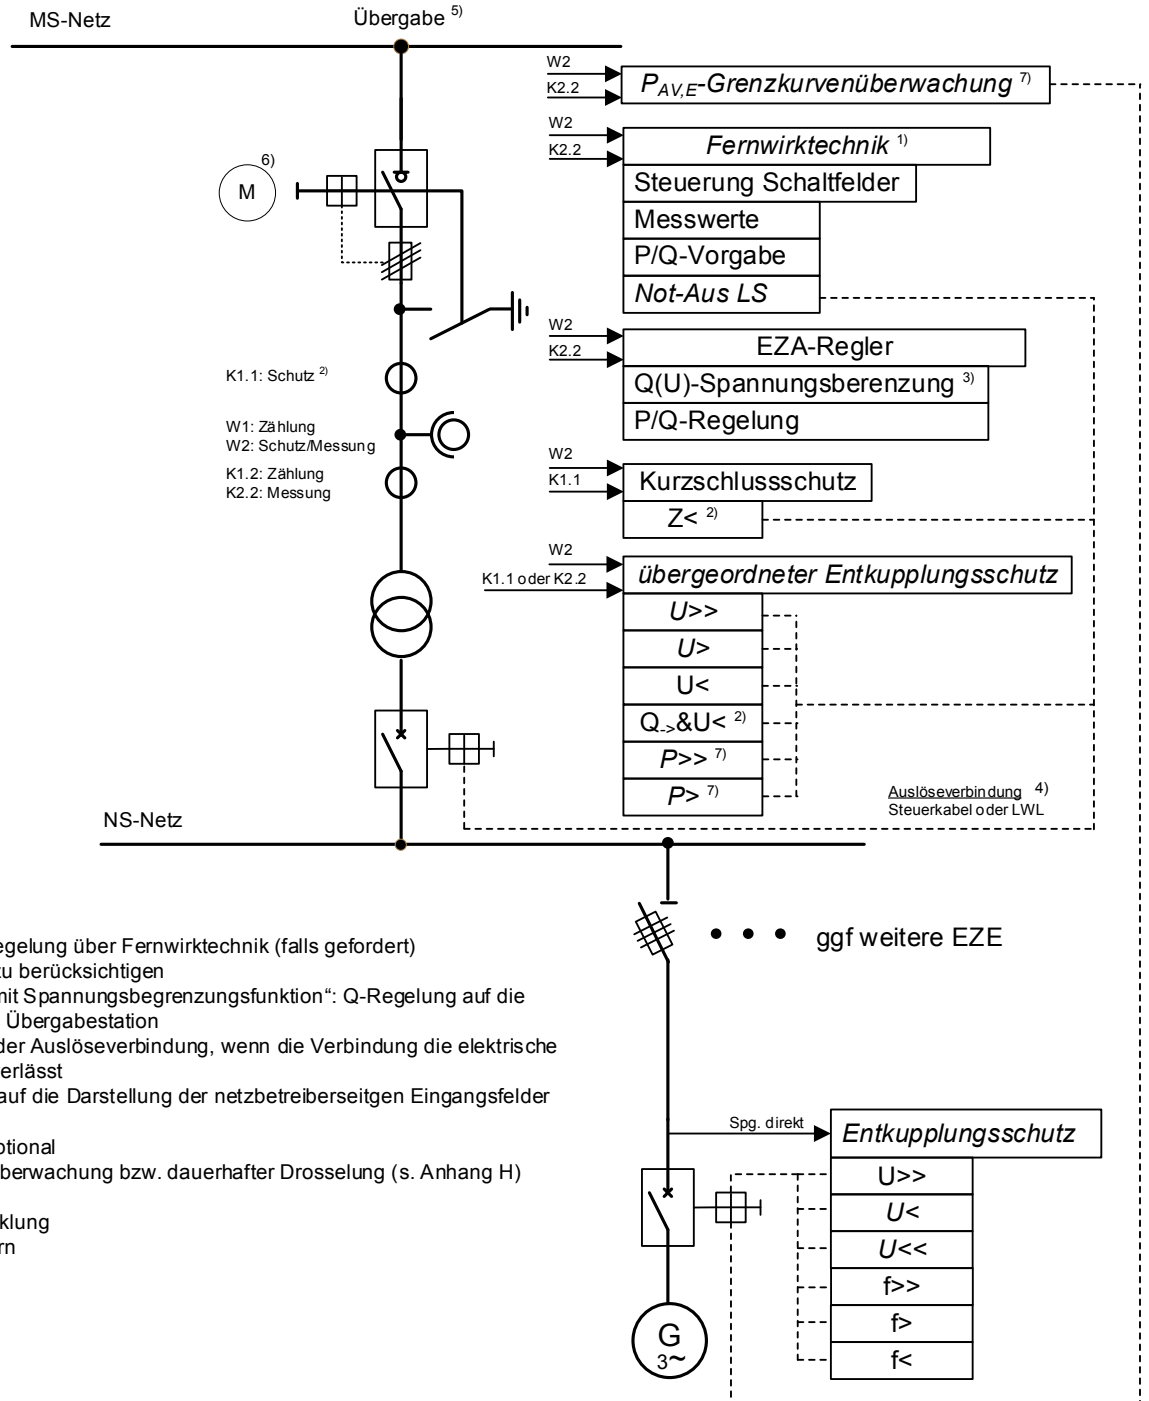 MS-Netz
Übergabe 5)
W2
K2.2
P_AV,E-Grenzkurvenüberwachung 7)
W2
K2.2
Fernwirktechnik 1)
Steuerung Schaltfelder
Messwerte
P/Q-Vorgabe
Not-Aus LS
6)
M
W2
K2.2
EZA-Regler
Q(U)-Spannungsberenzung 3)
P/Q-Regelung
K1.1: Schutz 2)
W1: Zählung
W2: Schutz/Messung
K1.2: Zählung
K2.2: Messung
W2
K1.1
Kurzschlussschutz
Z< 2)
W2
K1.1 oder K2.2
übergeordneter Entkupplungsschutz
U>>
U>
U<
Q->&U< 2)
P>> 7)
P> 7)
Auslöseverbindung 4)
Steuerkabel oder LWL
NS-Netz
egelung über Fernwirktechnik (falls gefordert)
zu berücksichtigen
mit Spannungsbegrenzungsfunktion“: Q-Regelung auf die
Übergabestation
der Auslöseverbindung, wenn die Verbindung die elektrische
erlässt
auf die Darstellung der netzbetreiberseitgen Eingangsfelder
ptional
berwachung bzw. dauerhafter Drosselung (s. Anhang H)
klung
rn
ggf weitere EZE
Spg. direkt
Entkupplungsschutz
U>>
U<
U<<
f>>
f>
f<
G
3~